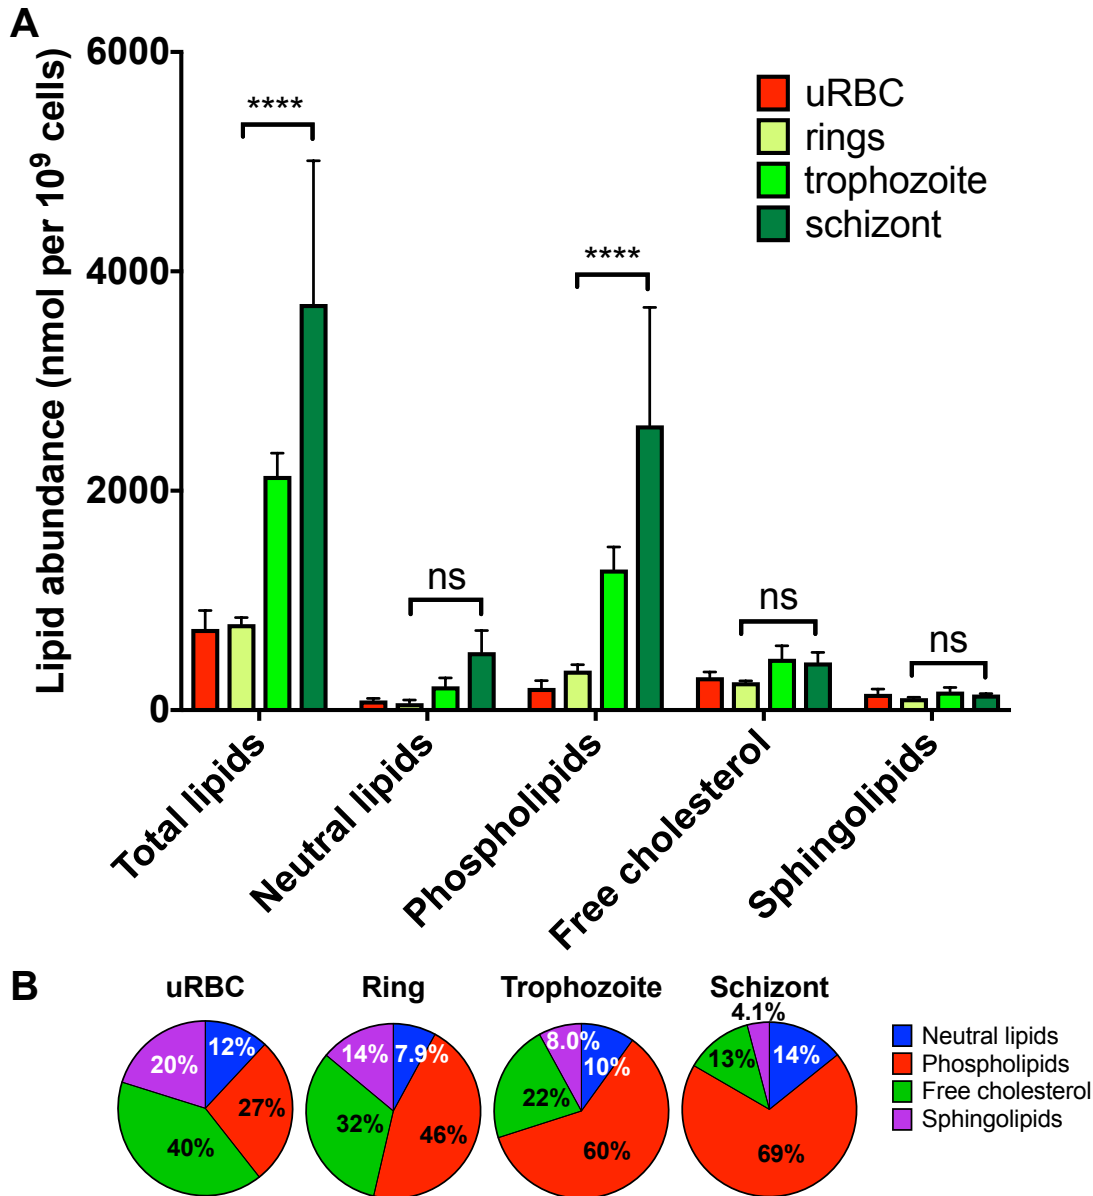 A
Lipid abundance (nmol per 10⁹ cells)
6000
4000
2000
0
****
****
ns
ns
ns
uRBC
rings
trophozoite
schizont
Total lipids
Neutral lipids
Phospholipids
Free cholesterol
Sphingolipids
B
uRBC
Ring
Trophozoite
Schizont
12%
27%
40%
20%
7.9%
46%
32%
14%
10%
60%
22%
8.0%
14%
69%
13%
4.1%
Neutral lipids
Phospholipids
Free cholesterol
Sphingolipids